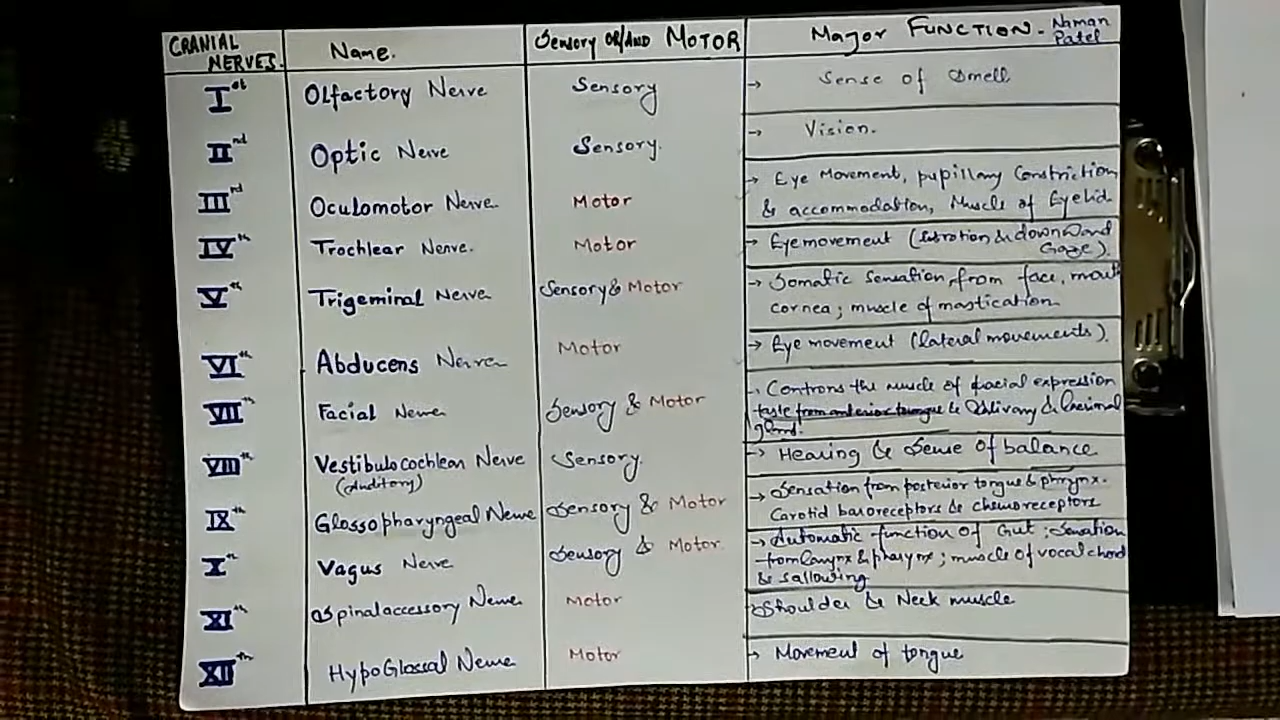 CRANIAL NERVES. Name. Sensory OR/AND MOTOR Major FUNCTION. Naman Patel
Ist Olfactory Nerve Sensory → Sense of Smell
IInd Optic Nerve Sensory. → Vision.
IIIrd Oculomotor Nerve Motor → Eye Movement, pupillary Constriction
& accommodation, Muscle of Eyelid
IVth Trochlear Nerve. Motor → Eye movement (Introtion & downward
Gaze).
Vth Trigeminal Nerve Sensory & Motor → Somatic Sensation from face, mouth
cornea; muscle of mastication
VIth Abducens Nerve Motor → Eye movement (lateral movements).
VIIth Facial Nerve Sensory & Motor → Controns the muscle of facial expression
taste from anterior tounge & Salivary & Lacrimal
gland.
VIIIth Vestibulocochlear Nerve Sensory. → Hearing & Sense of balance
(Auditory)
IXth Glossopharyngeal Nerve Sensory & Motor → Sensation from posterior tongue & phrynx.
Carotid baroreceptors & chemoreceptors
Xth Vagus Nerve Sensory & Motor. → Automatic function of Gut : Sensation
from larynx & pharynx; muscle of vocal chord
& sallowing
XIth Spinalaccessory Nerve Motor → Shoulder & Neck muscle
XIIth HypoGlossal Nerve Motor → Movement of tongue